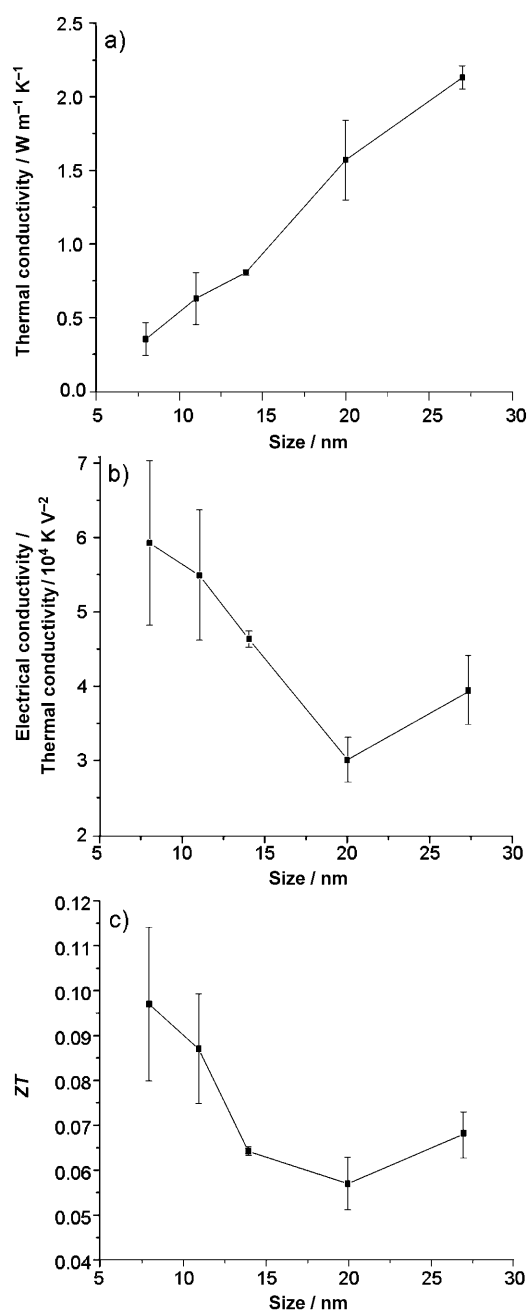 a)
Thermal conductivity / W m⁻¹ K⁻¹
2.5
2.0
1.5
1.0
0.5
0.0
5 10 15 20 25 30
Size / nm
b)
Electrical conductivity /
Thermal conductivity / 10⁴ K V⁻²
7
6
5
4
3
2
5 10 15 20 25 30
Size / nm
c)
ZT
0.12
0.11
0.10
0.09
0.08
0.07
0.06
0.05
0.04
5 10 15 20 25 30
Size / nm